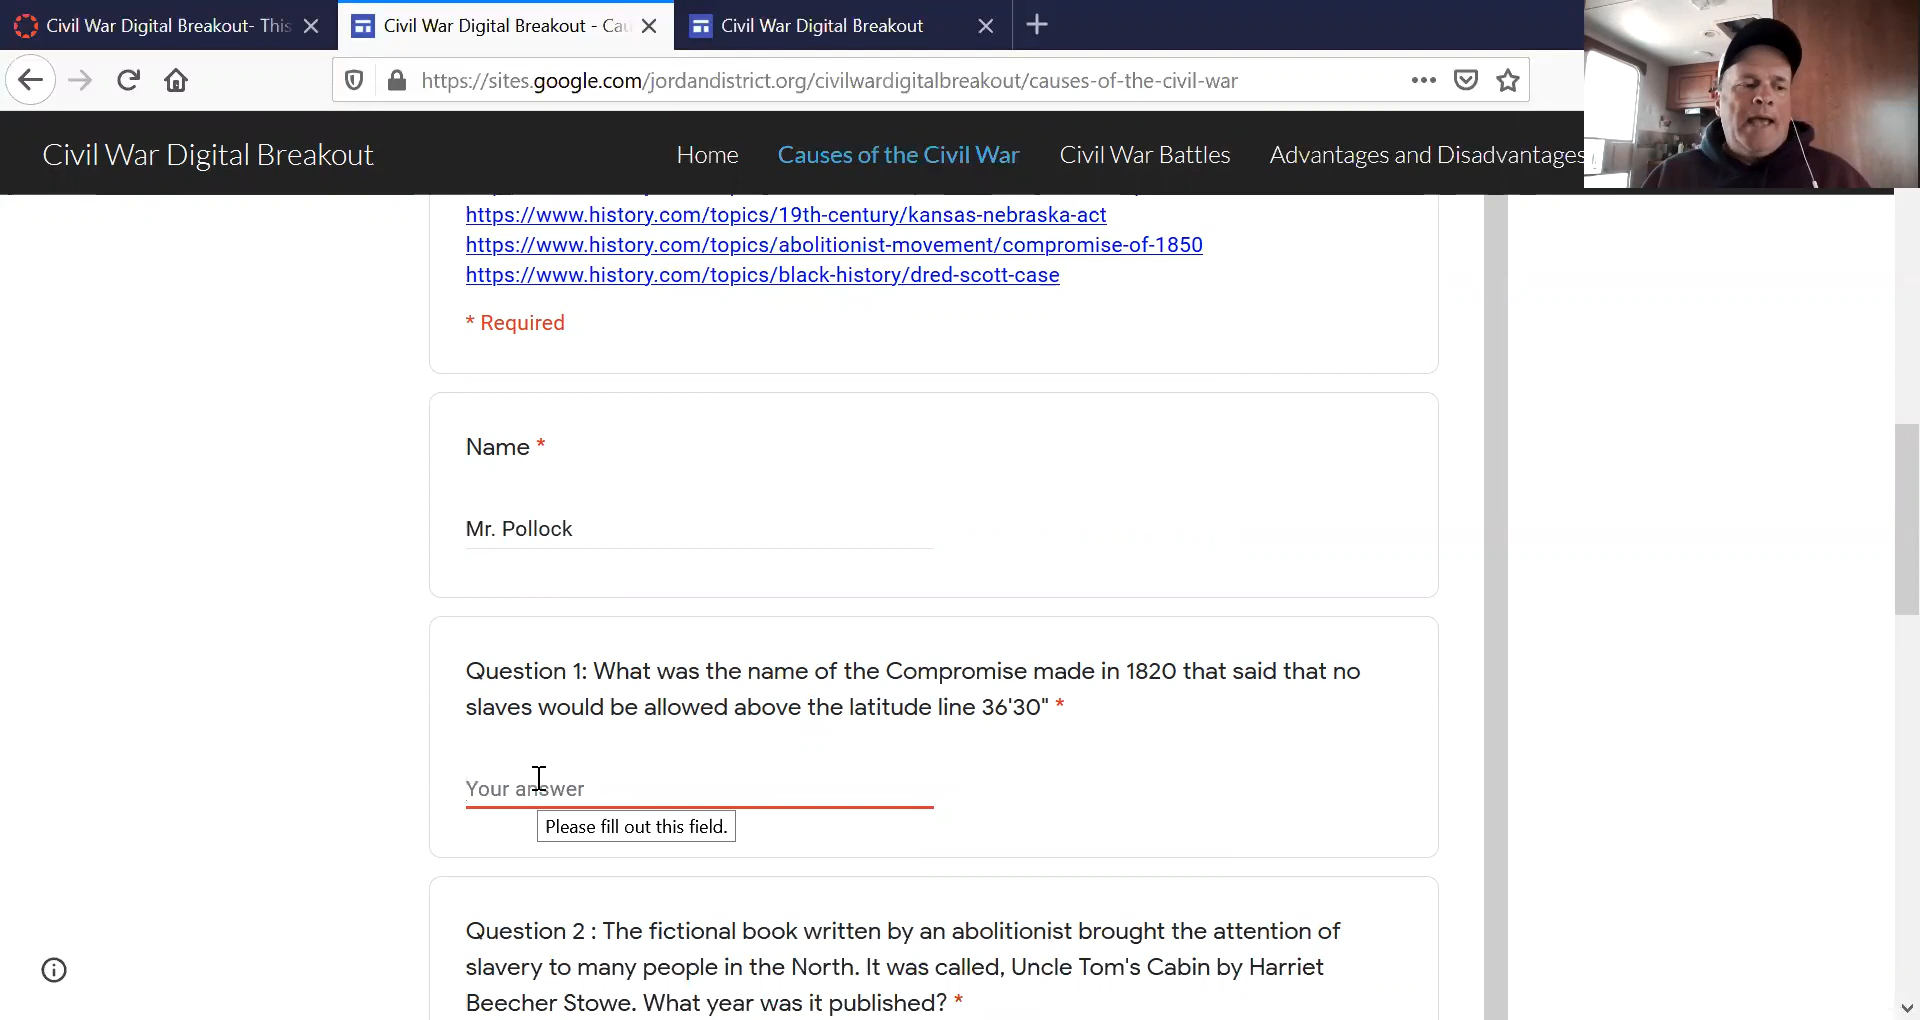 Civil War Digital Breakout- This
Civil War Digital Breakout - Cau
Civil War Digital Breakout
https://sites.google.com/jordandistrict.org/civilwardigitalbreakout/causes-of-the-civil-war
Civil War Digital Breakout
Home
Causes of the Civil War
Civil War Battles
Advantages and Disadvantages
https://www.history.com/topics/19th-century/kansas-nebraska-act
https://www.history.com/topics/abolitionist-movement/compromise-of-1850
https://www.history.com/topics/black-history/dred-scott-case
* Required
Name *
Mr. Pollock
Question 1: What was the name of the Compromise made in 1820 that said that no
slaves would be allowed above the latitude line 36'30" *
Your answer
Please fill out this field.
Question 2 : The fictional book written by an abolitionist brought the attention of
slavery to many people in the North. It was called, Uncle Tom's Cabin by Harriet
Beecher Stowe. What year was it published? *